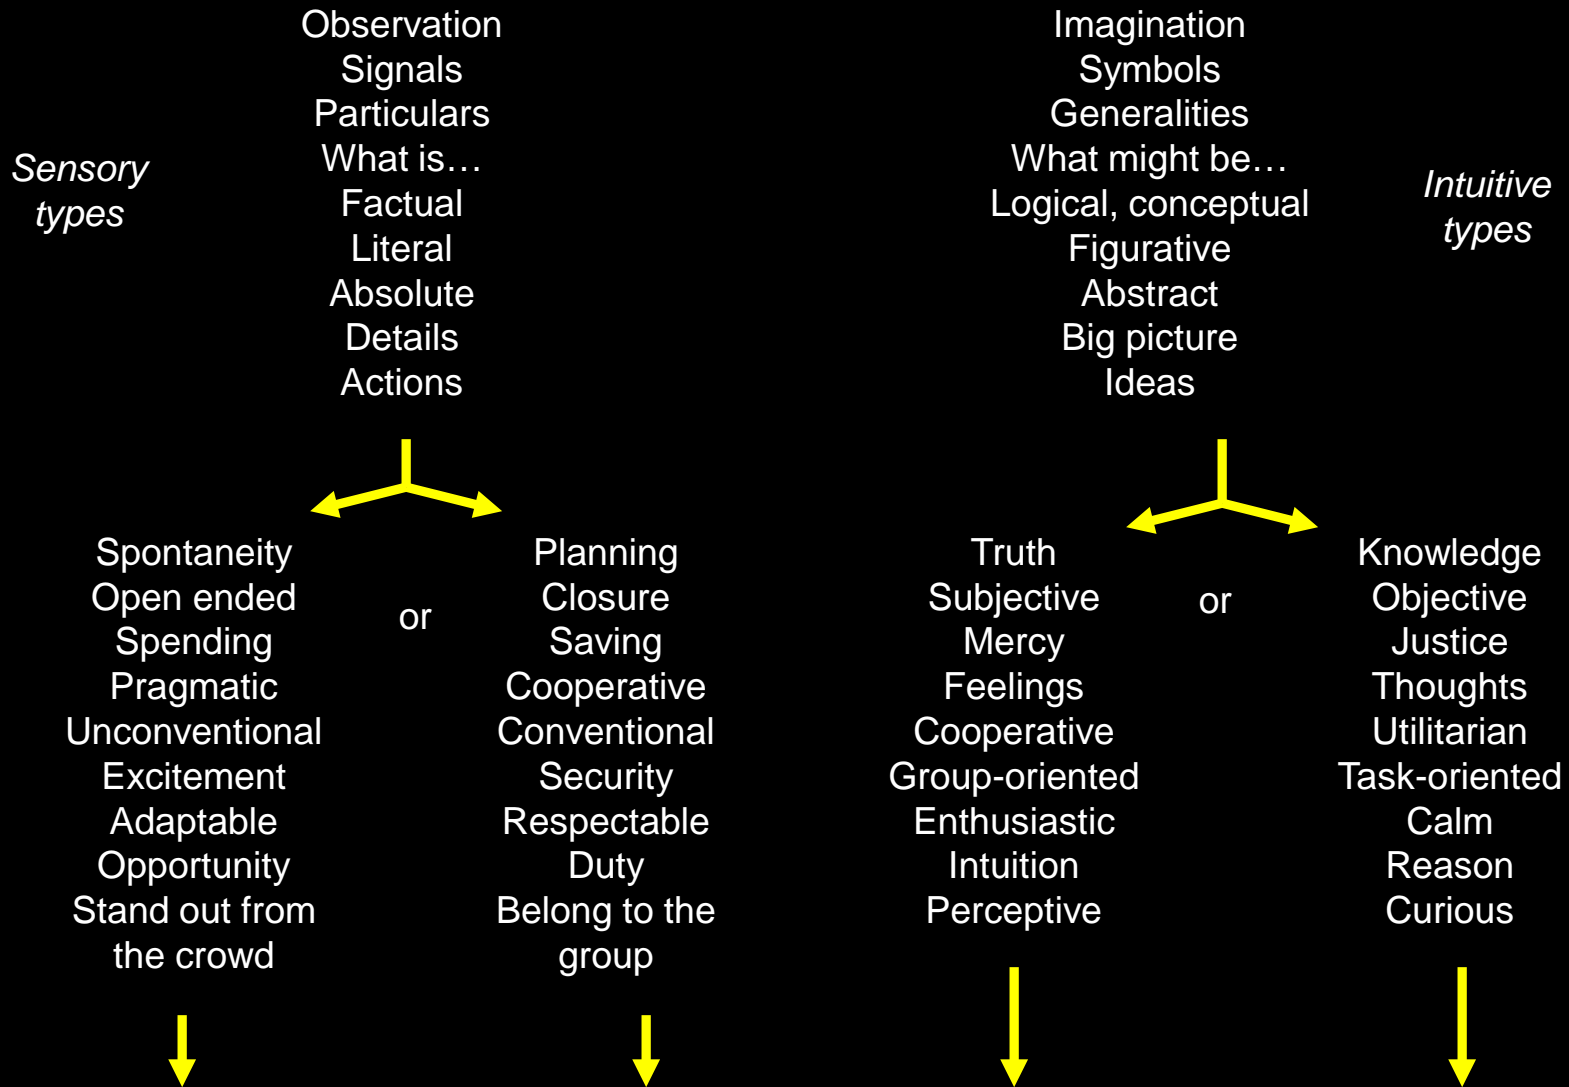 Sensory
types
Observation
Signals
Particulars
What is…
Factual
Literal
Absolute
Details
Actions
Imagination
Symbols
Generalities
What might be…
Logical, conceptual
Figurative
Abstract
Big picture
Ideas
Intuitive
types
Spontaneity
Open ended
Spending
Pragmatic
Unconventional
Excitement
Adaptable
Opportunity
Stand out from
the crowd
or
Planning
Closure
Saving
Cooperative
Conventional
Security
Respectable
Duty
Belong to the
group
Truth
Subjective
Mercy
Feelings
Cooperative
Group-oriented
Enthusiastic
Intuition
Perceptive
or
Knowledge
Objective
Justice
Thoughts
Utilitarian
Task-oriented
Calm
Reason
Curious